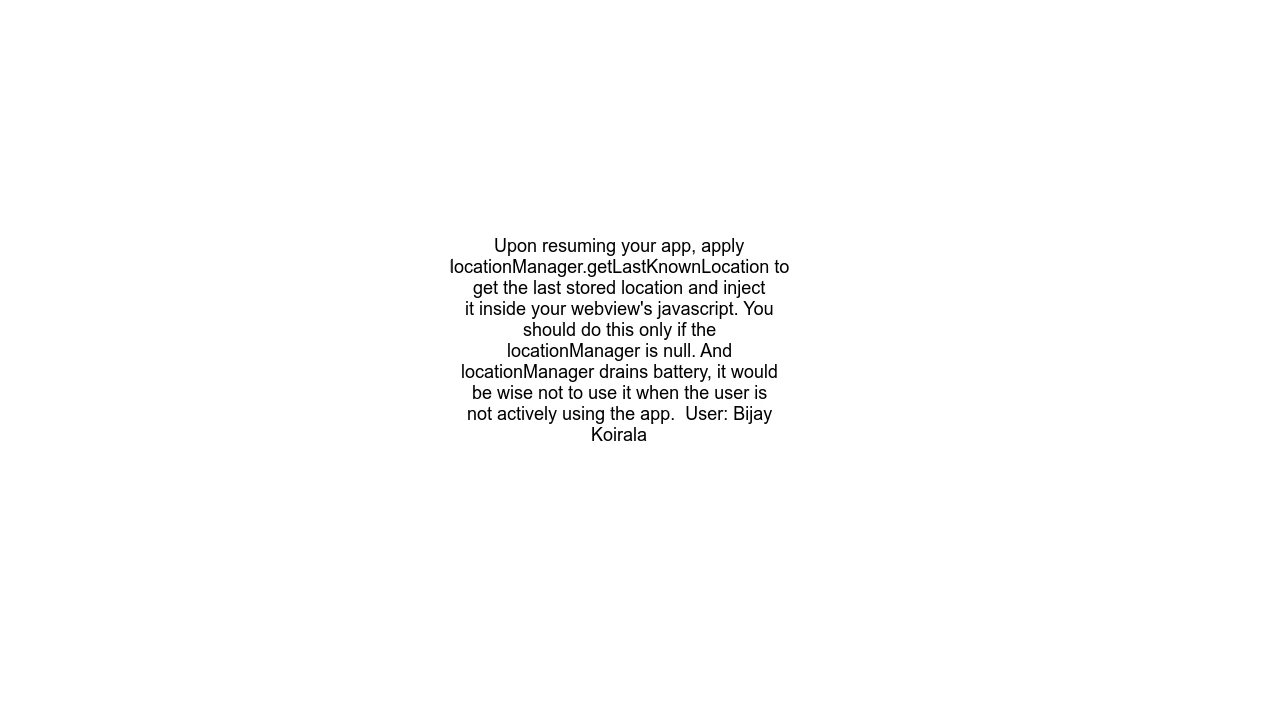 Upon resuming your app, apply
locationManager.getLastKnownLocation to
get the last stored location and inject
it inside your webview's javascript. You
should do this only if the
locationManager is null. And
locationManager drains battery, it would
be wise not to use it when the user is
not actively using the app.  User: Bijay
Koirala